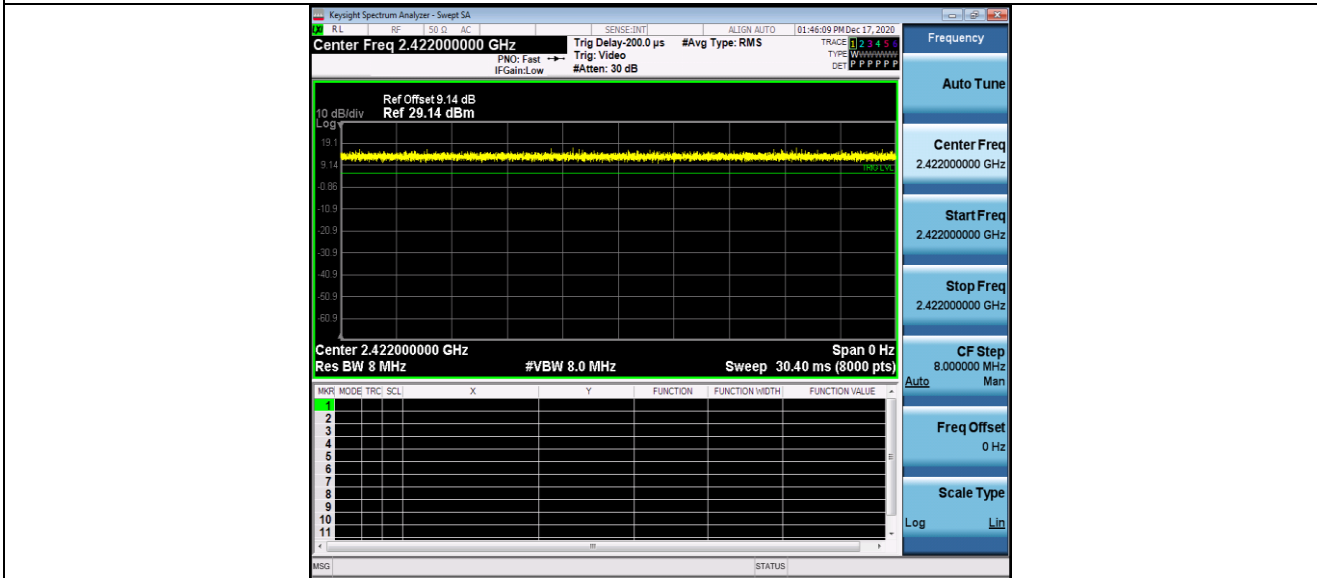 Keysight Spectrum Analyzer - Swept SA
RL RF 50 Ω AC SENSE:INT ALIGN AUTO 01:46:09 PM Dec 17, 2020
Center Freq 2.422000000 GHz
PNO: Fast
IFGain:Low
Trig Delay-200.0 µs
Trig: Video
#Atten: 30 dB
#Avg Type: RMS
TRACE 1 2 3 4 5 6
TYPE WWWWWW
DET P P P P P P
Ref Offset 9.14 dB
10 dB/div Ref 29.14 dBm
Log
19.1
9.14
TRIG LVL
-0.86
-10.9
-20.9
-30.9
-40.9
-50.9
-60.9
Center 2.422000000 GHz Span 0 Hz
Res BW 8 MHz #VBW 8.0 MHz Sweep 30.40 ms (8000 pts)
MKR MODE TRC SCL X Y FUNCTION FUNCTION WIDTH FUNCTION VALUE
1
2
3
4
5
6
7
8
9
10
11
MSG STATUS
Frequency
Auto Tune
Center Freq
2.422000000 GHz
Start Freq
2.422000000 GHz
Stop Freq
2.422000000 GHz
CF Step
8.000000 MHz
Auto Man
Freq Offset
0 Hz
Scale Type
Log Lin